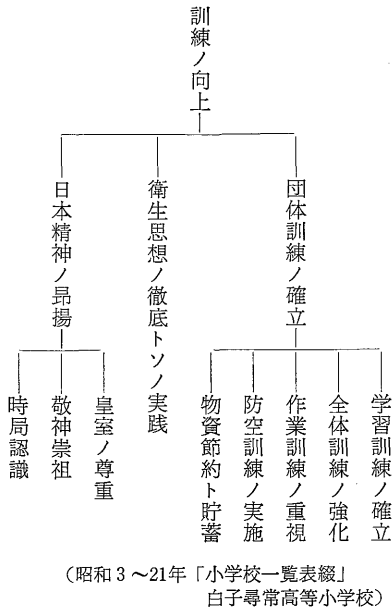 訓練ノ向上
団体訓練ノ確立
学習訓練ノ確立
全体訓練ノ強化
作業訓練ノ重視
防空訓練ノ実施
物資節約ト貯蓄
衛生思想ノ徹底トソノ実践
日本精神ノ昂揚
皇室ノ尊重
敬神崇祖
時局認識
（昭和3～21年「小学校一覧表綴」
白子尋常高等小学校）